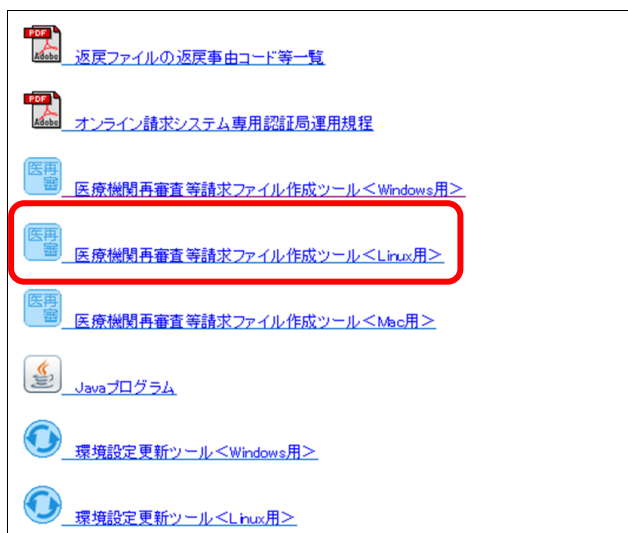 PDF
Adobe
返戻ファイルの返戻事由コード等一覧
PDF
Adobe
オンライン請求システム専用認証局運用規程
医再
審
医療機関再審査等請求ファイル作成ツール＜Windows用＞
医再
審
医療機関再審査等請求ファイル作成ツール＜Linux用＞
医再
審
医療機関再審査等請求ファイル作成ツール＜Mac用＞
Javaプログラム
環境設定更新ツール＜Windows用＞
環境設定更新ツール＜Linux用＞